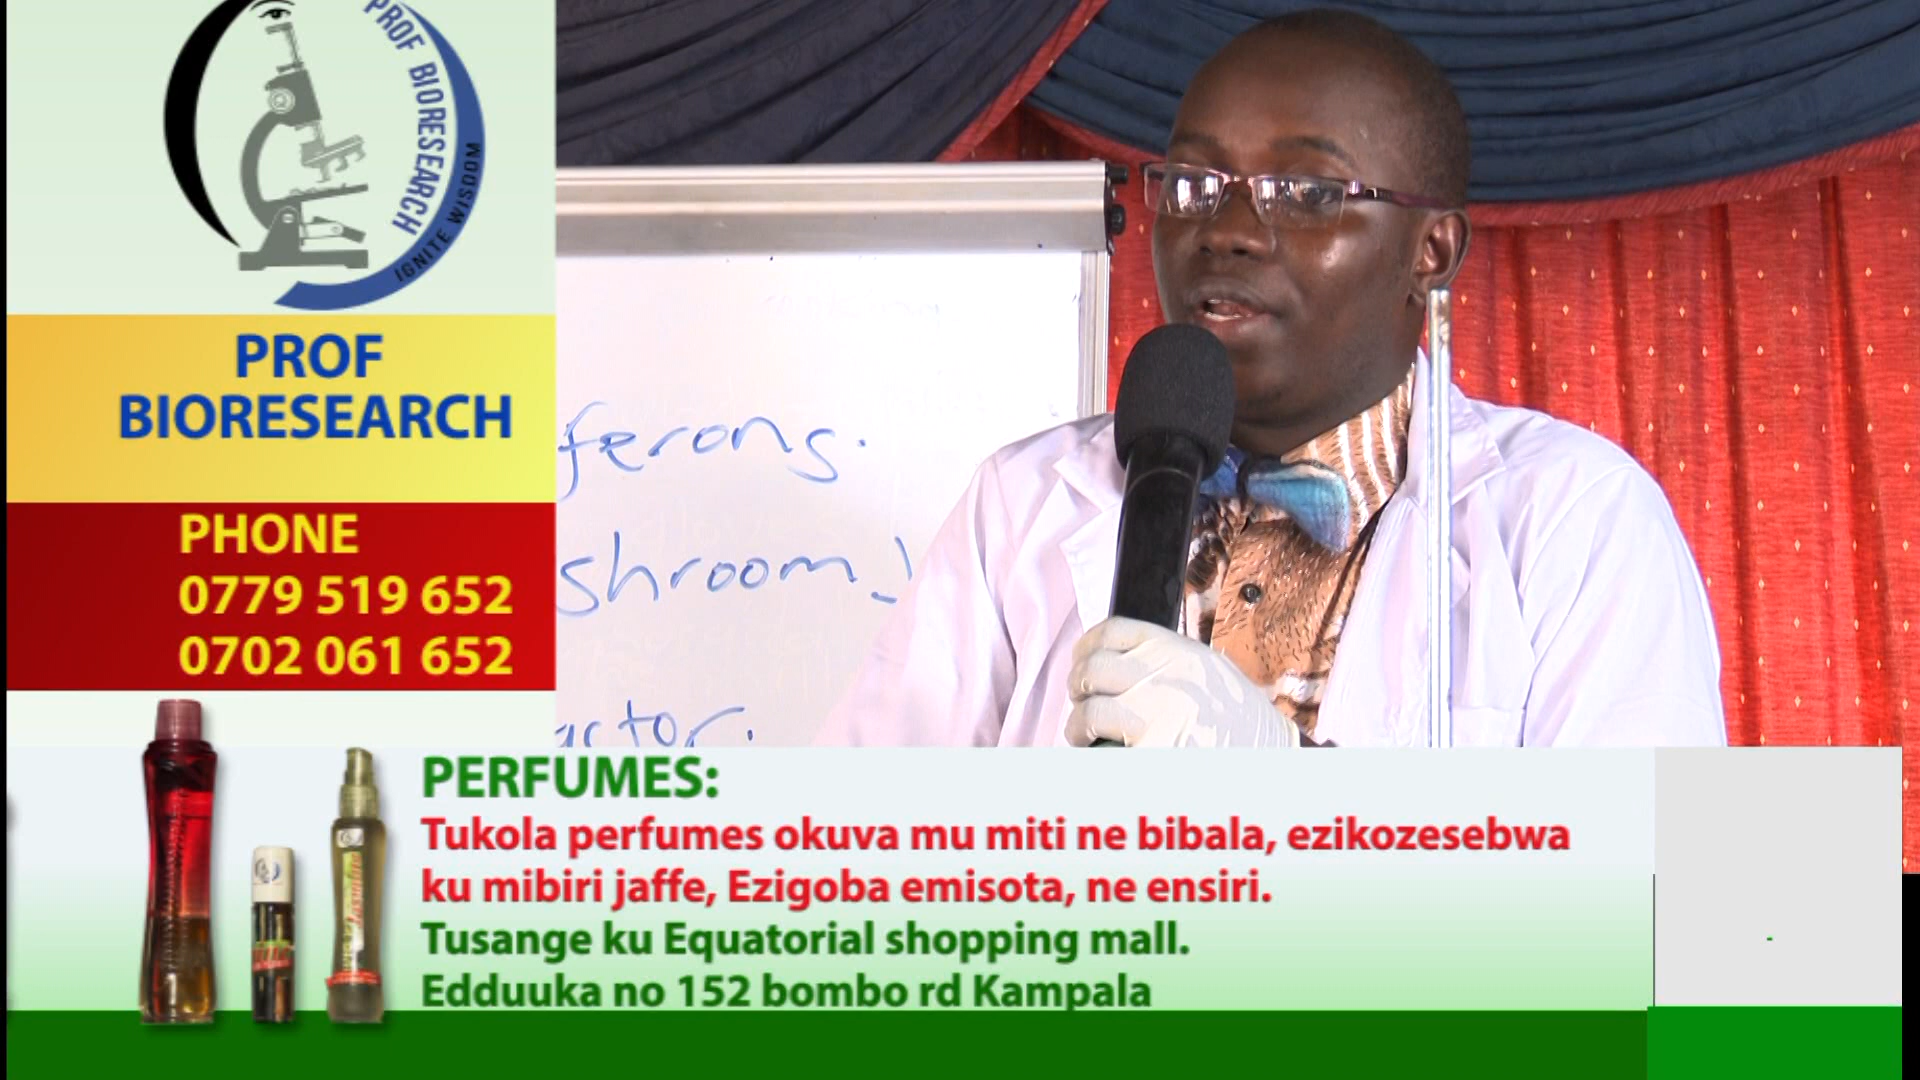 PROF BIORESEARCH
IGNITE WISDOM
PROF
BIORESEARCH
PHONE
0779 519 652
0702 061 652
ferons.
shroom.)
actor.
PERFUMES:
Tukola perfumes okuva mu miti ne bibala, ezikozesebwa
ku mibiri jaffe, Ezigoba emisota, ne ensiri.
Tusange ku Equatorial shopping mall.
Edduuka no 152 bombo rd Kampala